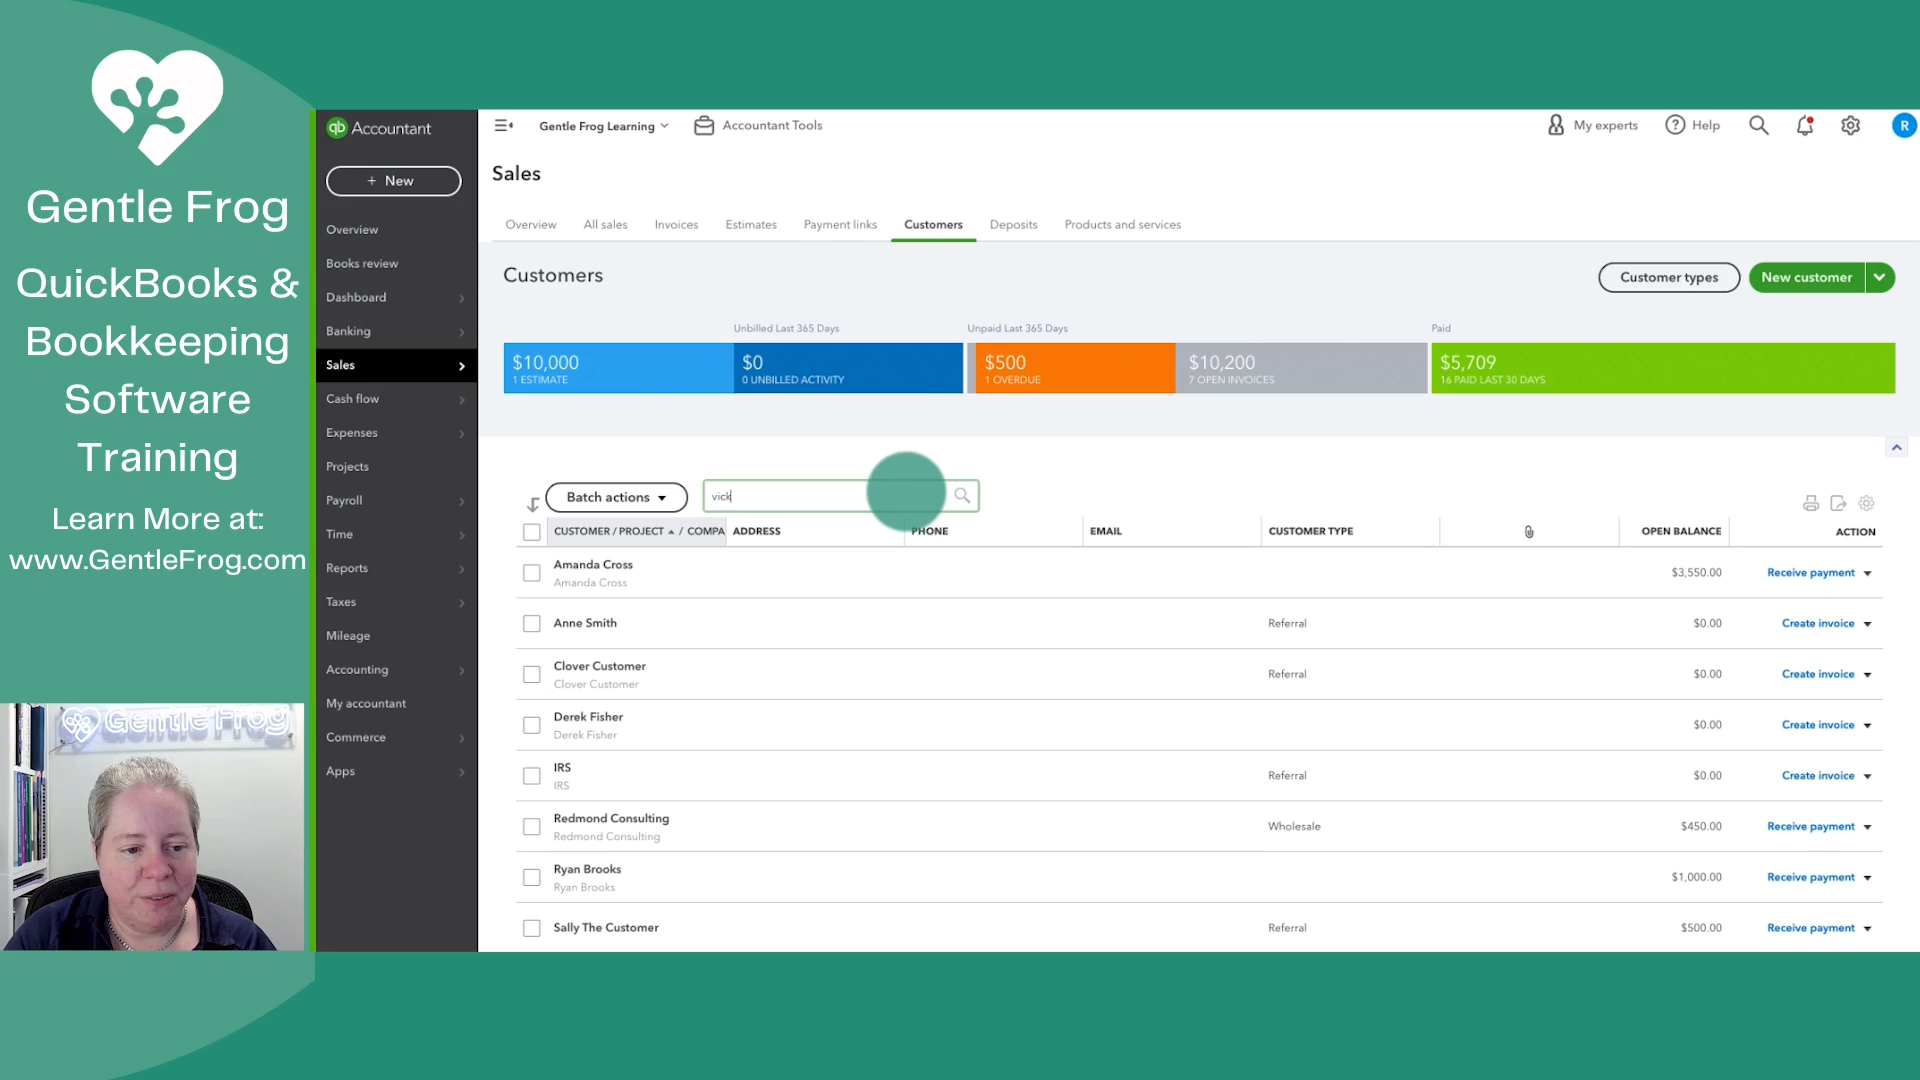 Gentle Frog
QuickBooks &
Bookkeeping
Software
Training
Learn More at:
www.GentleFrog.com
Gentle Frog
qb Accountant
+ New
Overview
Books review
Dashboard
Banking
Sales
Cash flow
Expenses
Projects
Payroll
Time
Reports
Taxes
Mileage
Accounting
My accountant
Commerce
Apps
Gentle Frog Learning
Accountant Tools
My experts
Help
R
Sales
Overview All sales Invoices Estimates Payment links Customers Deposits Products and services
Customers
Customer types
New customer
Unbilled Last 365 Days Unpaid Last 365 Days Paid
$10,000 $0 $500 $10,200 $5,709
1 ESTIMATE 0 UNBILLED ACTIVITY 1 OVERDUE 7 OPEN INVOICES 16 PAID LAST 30 DAYS
Batch actions
vick
CUSTOMER / PROJECT / COMPA ADDRESS PHONE EMAIL CUSTOMER TYPE OPEN BALANCE ACTION
Amanda Cross
Amanda Cross
$3,550.00 Receive payment
Anne Smith Referral $0.00 Create invoice
Clover Customer
Clover Customer
Referral $0.00 Create invoice
Derek Fisher
Derek Fisher
$0.00 Create invoice
IRS
IRS
Referral $0.00 Create invoice
Redmond Consulting
Redmond Consulting
Wholesale $450.00 Receive payment
Ryan Brooks
Ryan Brooks
$1,000.00 Receive payment
Sally The Customer Referral $500.00 Receive payment